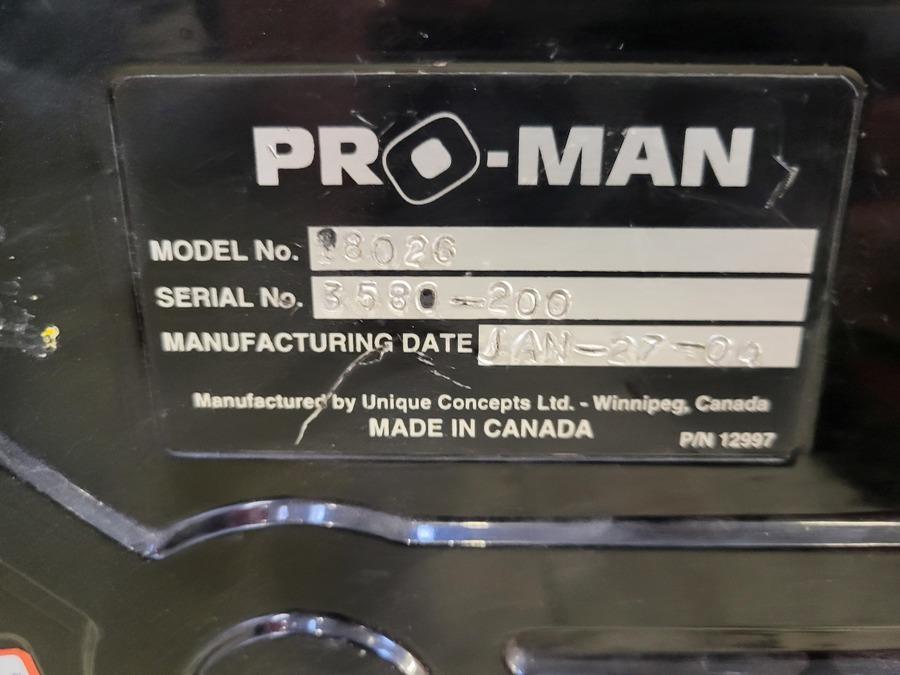 PRO-MAN
MODEL No. 18026
SERIAL No. 3580-200
MANUFACTURING DATE JAN-27-00
Manufactured by Unique Concepts Ltd. - Winnipeg, Canada
MADE IN CANADA
P/N 12997